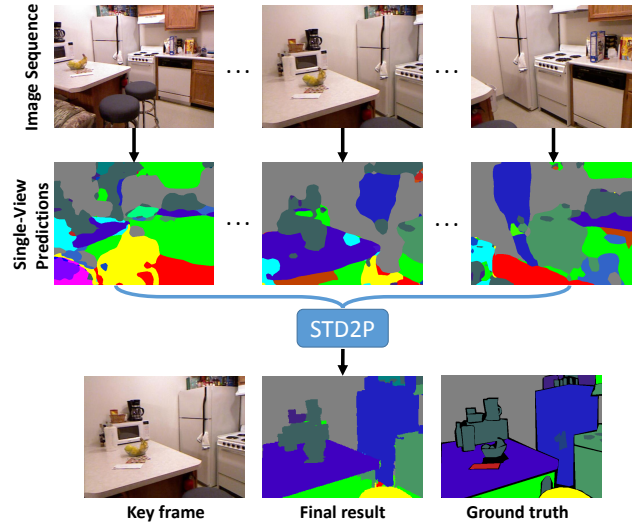 Image Sequence
. . .
. . .
Single-View
Predictions
. . .
. . .
STD2P
Key frame
Final result
Ground truth